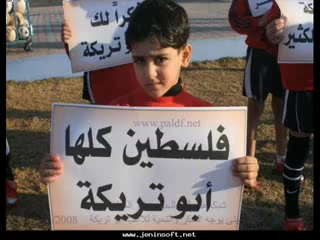 شكراً لك
تريكة
لكثير
www.paldf.net
فلسطين كلها
أبو تريكة
2008
www.jeninsoft.net